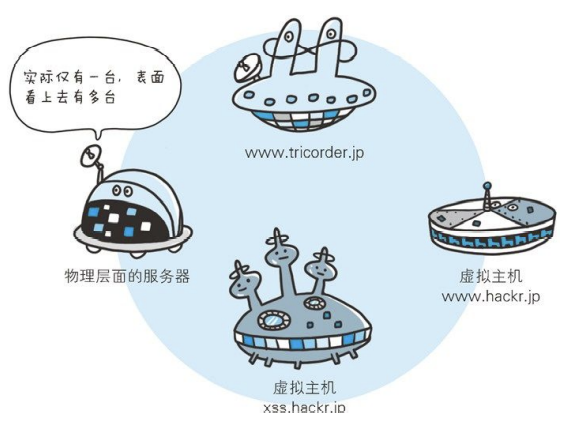 实际仅有一台，表面
看上去有多台
www.tricorder.jp
物理层面的服务器
虚拟主机
www.hackr.jp
虚拟主机
xss.hackr.jp